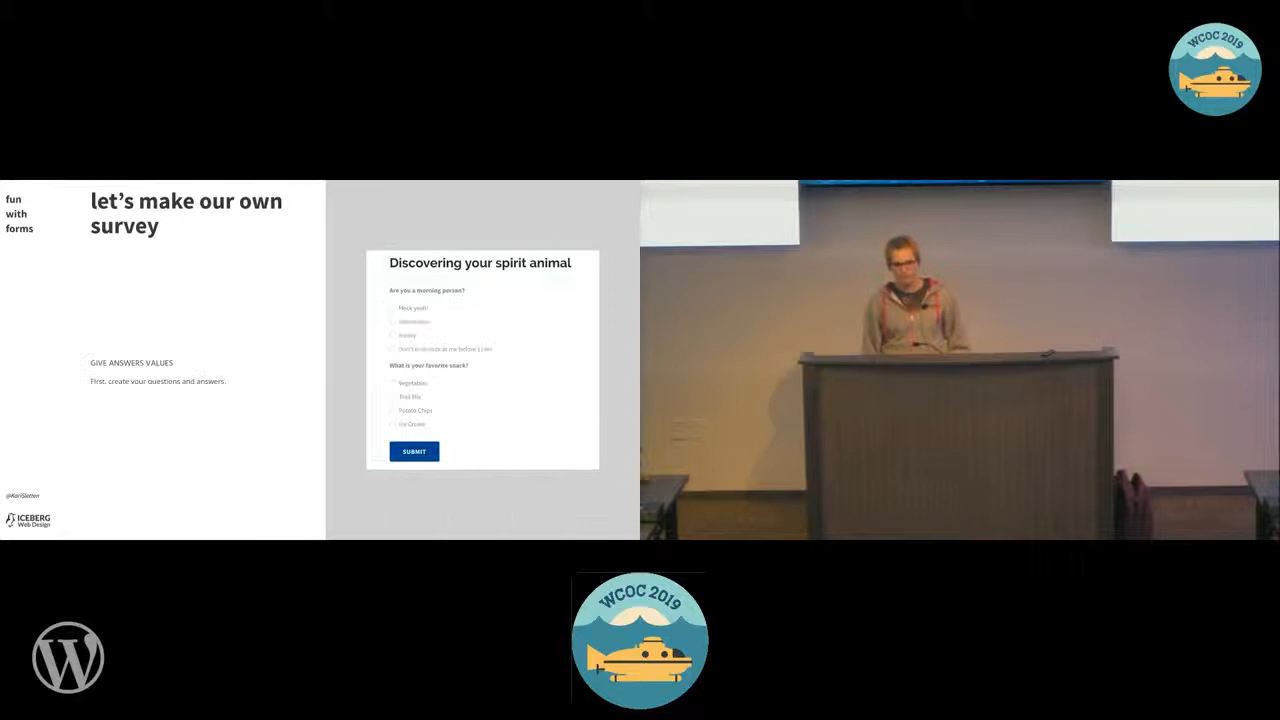 WCOC 2019
fun
with
forms
let's make our own
survey
GIVE ANSWERS VALUES
First, create your questions and answers.
@KariSletten
ICEBERG
Web Design
Discovering your spirit animal
Are you a morning person?
Heck yeah!
What is your favorite snack?
Vegetables
Trail Mix
Potato Chips
Ice Cream
SUBMIT
WCOC 2019